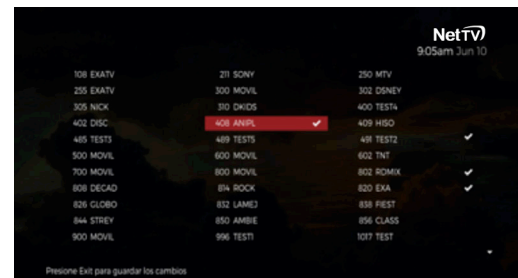 NetTV
9:05am Jun 10
108 EXATV 211 SONY 250 MTV
255 EXATV 300 MOVIL 302 DSNEY
305 NICK 310 DKIDS 400 TEST4
402 DISC 408 ANIPL 409 HISO
485 TEST3 489 TEST5 491 TEST2
500 MOVIL 600 MOVIL 602 TNT
700 MOVIL 800 MOVIL 802 RDMIX
808 DECAD 814 ROCK 820 EXA
826 GLOBO 832 LAMEJ 838 FIEST
844 STREY 850 AMBIE 856 CLASS
900 MOVIL 996 TEST1 1017 TEST
Presione Exit para guardar los cambios